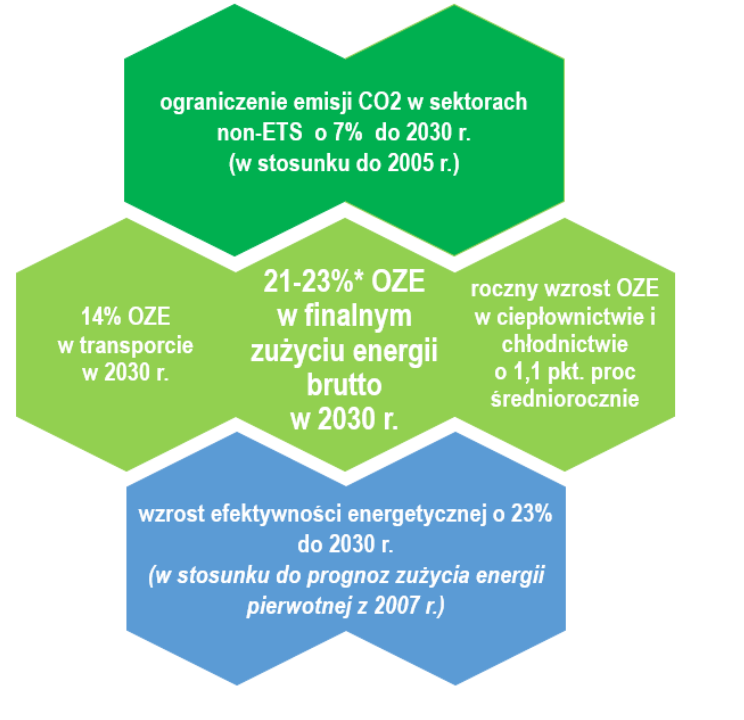 ograniczenie emisji CO2 w sektorach
non-ETS o 7% do 2030 r.
(w stosunku do 2005 r.)
14% OZE
w transporcie
w 2030 r.
21-23%* OZE
w finalnym
zużyciu energii
brutto
w 2030 r.
roczny wzrost OZE
w ciepłownictwie i
chłodnictwie
o 1,1 pkt. proc
średniorocznie
wzrost efektywności energetycznej o 23%
do 2030 r.
(w stosunku do prognoz zużycia energii
pierwotnej z 2007 r.)